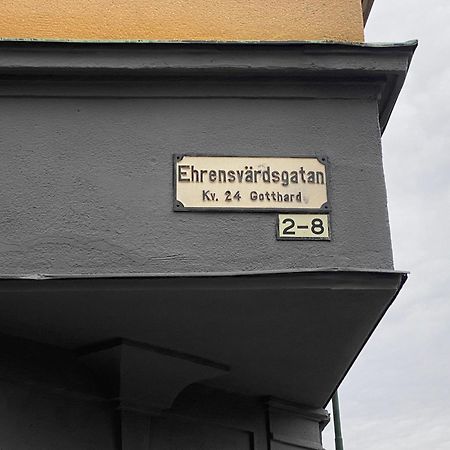 Ehrensvärdsgatan
Kv. 24 Gotthard
2-8